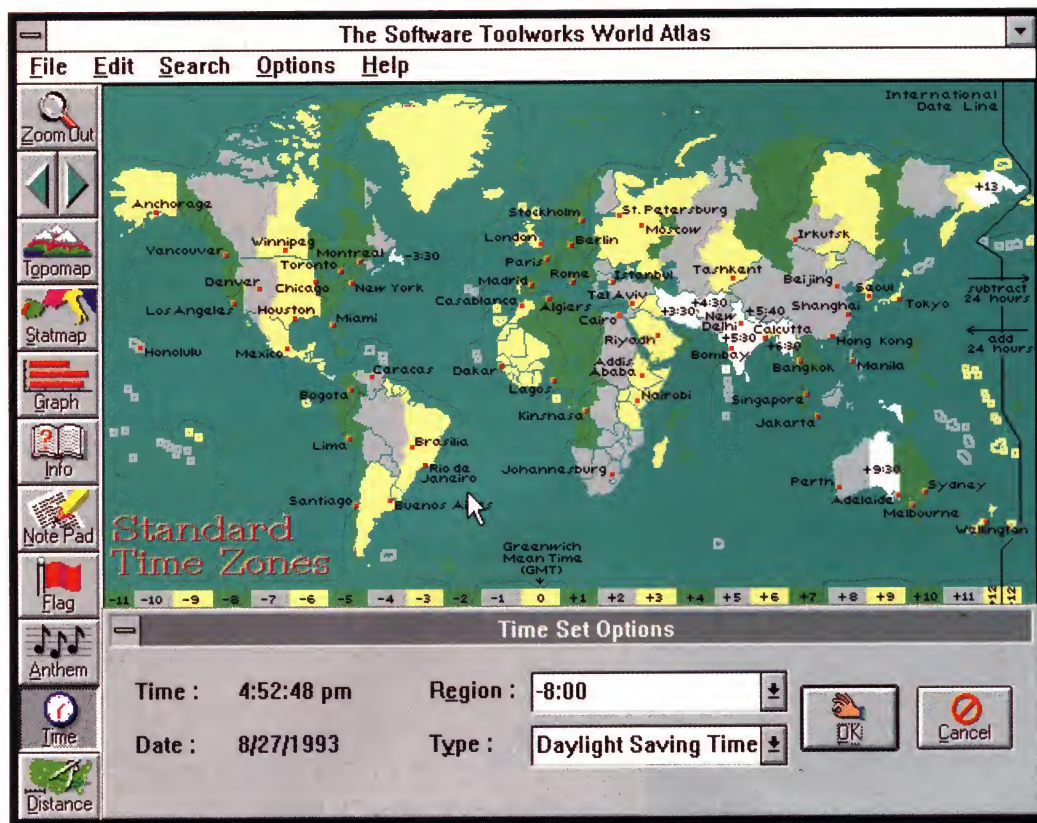 The Software Toolworks World Atlas
File Edit Search Options Help
Zoom Out
Topomap
Statmap
Graph
Info
Note Pad
Flag
Anthem
Time
Distance
International
Date Line
+13
Anchorage
Stockholm
St. Petersburg
Moscow
Irkutsk
Vancouver
Winnipeg
Montreal
-3:30
London
Berlin
Toronto
Paris
Tashkent
Beijing
Denver
Chicago
New York
Madrid
Rome
Istanbul
Seoul
subtract
24 hours
Los Angeles
Houston
Casablanca
Algiers
Tel Aviv
+3:30
+4:30
New
Delhi
+5:40
Shanghai
Tokyo
Miami
Cairo
+5:30
Calcutta
+6:30
Honolulu
Mexico
Riyadh
Bombay
Hong Kong
add
24 hours
Caracas
Dakar
Addis
Ababa
Bangkok
Manila
Bogota
Lagos
Nairobi
Singapore
Kinshasa
Jakarta
Lima
Brasilia
Rio de
Janeiro
Johannesburg
+9:30
Perth
Adelaide
Sydney
Santiago
Buenos Aires
Melbourne
Wellington
Standard
Time Zones
Greenwich
Mean Time
(GMT)
-11 -10 -9 -8 -7 -6 -5 -4 -3 -2 -1 0 +1 +2 +3 +4 +5 +6 +7 +8 +9 +10 +11 +12 -12
Time Set Options
Time : 4:52:48 pm Region : -8:00
Date : 8/27/1993 Type : Daylight Saving Time
OK
Cancel